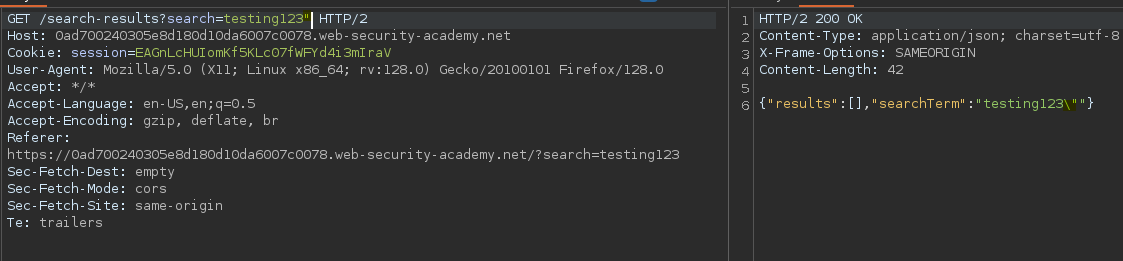 GET /search-results?search=testing123" HTTP/2
Host: 0ad700240305e8d180d10da6007c0078.web-security-academy.net
Cookie: session=EAGnLcHUIomKf5KLc07fWFYd4i3mIraV
User-Agent: Mozilla/5.0 (X11; Linux x86_64; rv:128.0) Gecko/20100101 Firefox/128.0
Accept: */*
Accept-Language: en-US,en;q=0.5
Accept-Encoding: gzip, deflate, br
Referer:
https://0ad700240305e8d180d10da6007c0078.web-security-academy.net/?search=testing123
Sec-Fetch-Dest: empty
Sec-Fetch-Mode: cors
Sec-Fetch-Site: same-origin
Te: trailers
1 HTTP/2 200 OK
2 Content-Type: application/json; charset=utf-8
3 X-Frame-Options: SAMEORIGIN
4 Content-Length: 42
5
6 {"results":[],"searchTerm":"testing123\""}